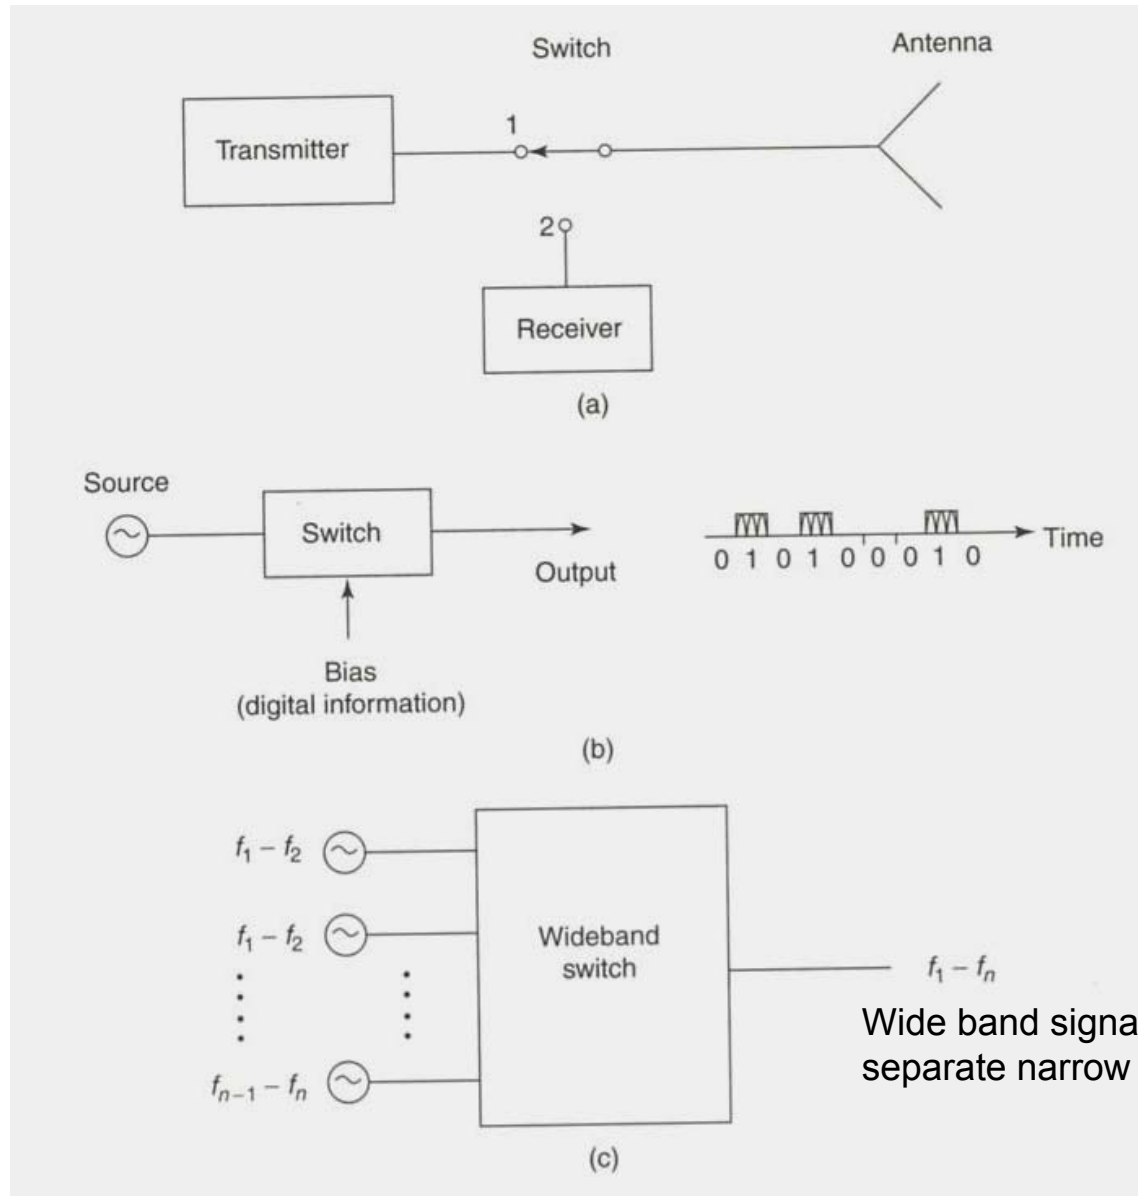 Switch
Antenna
Transmitter
1
2
Receiver
(a)
Source
Switch
Output
Bias
(digital information)
0 1 0 1 0 0 0 1 0
Time
(b)
f₁ – f₂
f₁ – f₂
fₙ₋₁ – fₙ
Wideband
switch
f₁ – fₙ
Wide band signa
separate narrow
(c)